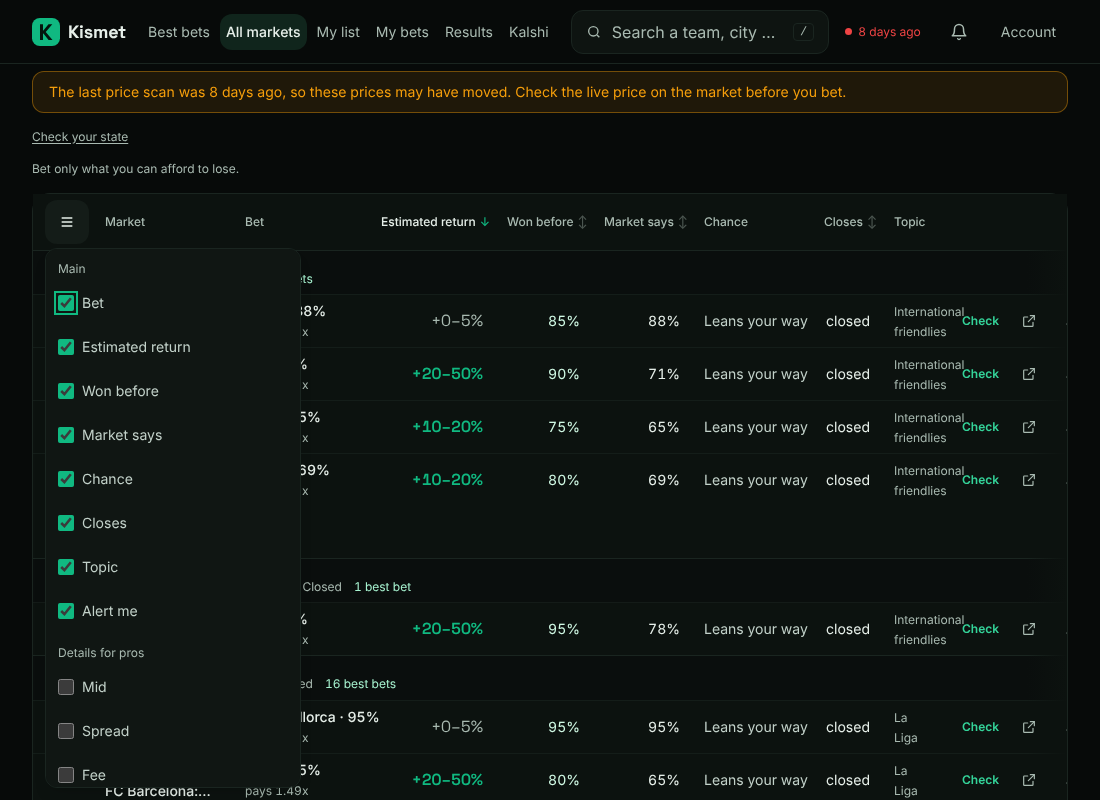 K Kismet Best bets All markets My list My bets Results Kalshi Search a team, city ... / 8 days ago Account
The last price scan was 8 days ago, so these prices may have moved. Check the live price on the market before you bet.
Check your state
Bet only what you can afford to lose.
Market Bet Estimated return ↓ Won before Market says Chance Closes Topic
Main
Bet
Estimated return
Won before
Market says
Chance
Closes
Topic
Alert me
Details for pros
Mid
Spread
Fee
ets
88% +0–5% 85% 88% Leans your way closed International friendlies Check
x
% +20–50% 90% 71% Leans your way closed International friendlies Check
x
5% +10–20% 75% 65% Leans your way closed International friendlies Check
x
69% +10–20% 80% 69% Leans your way closed International friendlies Check
x
Closed 1 best bet
% +20–50% 95% 78% Leans your way closed International friendlies Check
x
ed 16 best bets
llorca · 95% +0–5% 95% 95% Leans your way closed La Liga Check
x
5% +20–50% 80% 65% Leans your way closed La Liga Check
FC Barcelona:... pays 1.49x